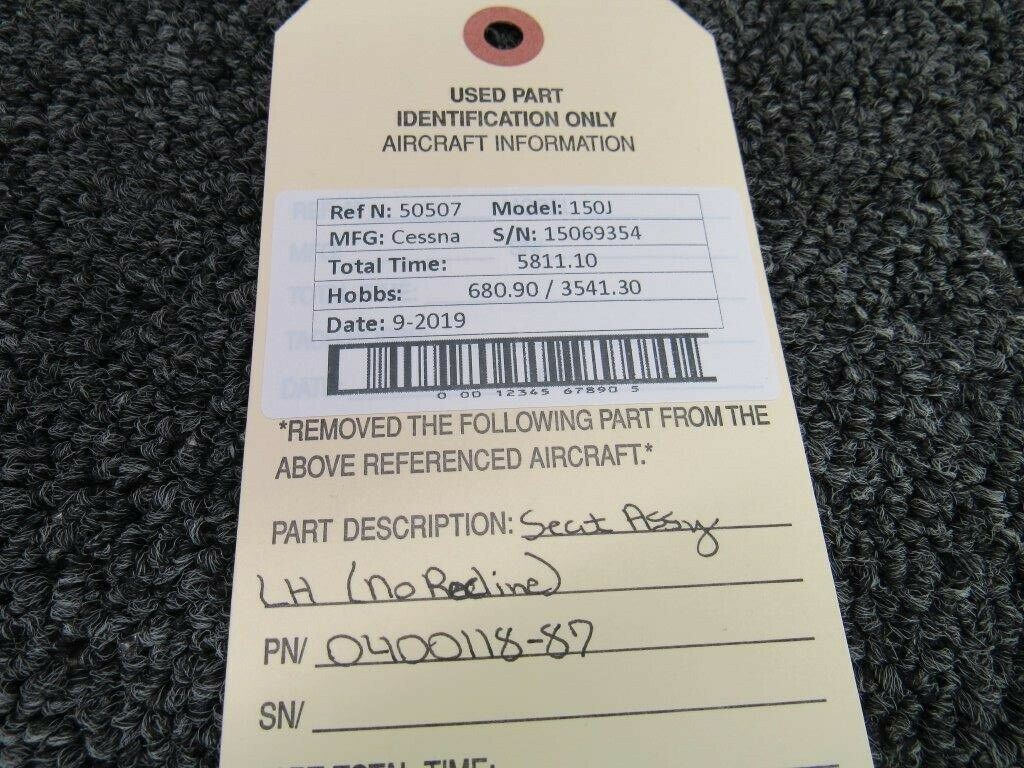 USED PART
IDENTIFICATION ONLY
AIRCRAFT INFORMATION
Ref N: 50507 Model: 150J
MFG: Cessna S/N: 15069354
Total Time: 5811.10
Hobbs: 680.90 / 3541.30
Date: 9-2019
0 00 12345 67890 5
*REMOVED THE FOLLOWING PART FROM THE
ABOVE REFERENCED AIRCRAFT.*
PART DESCRIPTION: Seat Assy
LH (No Recline)
PN/ 0400118-87
SN/
TOTAL TIME: